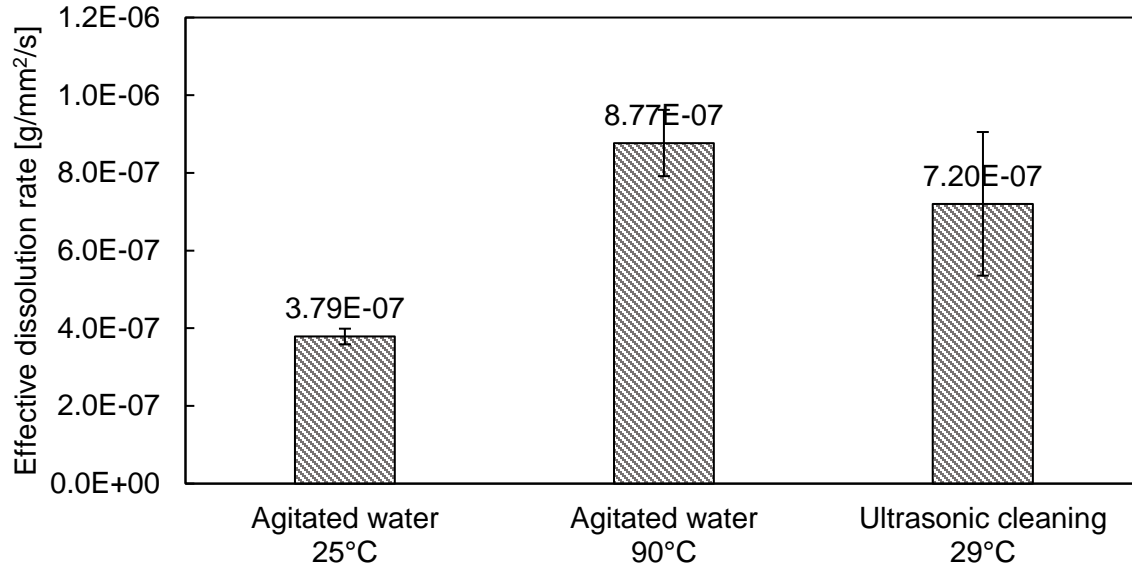 Effective dissolution rate [g/mm²/s]
1.2E-06
1.0E-06
8.0E-07
6.0E-07
4.0E-07
2.0E-07
0.0E+00
3.79E-07
8.77E-07
7.20E-07
Agitated water
25°C
Agitated water
90°C
Ultrasonic cleaning
29°C